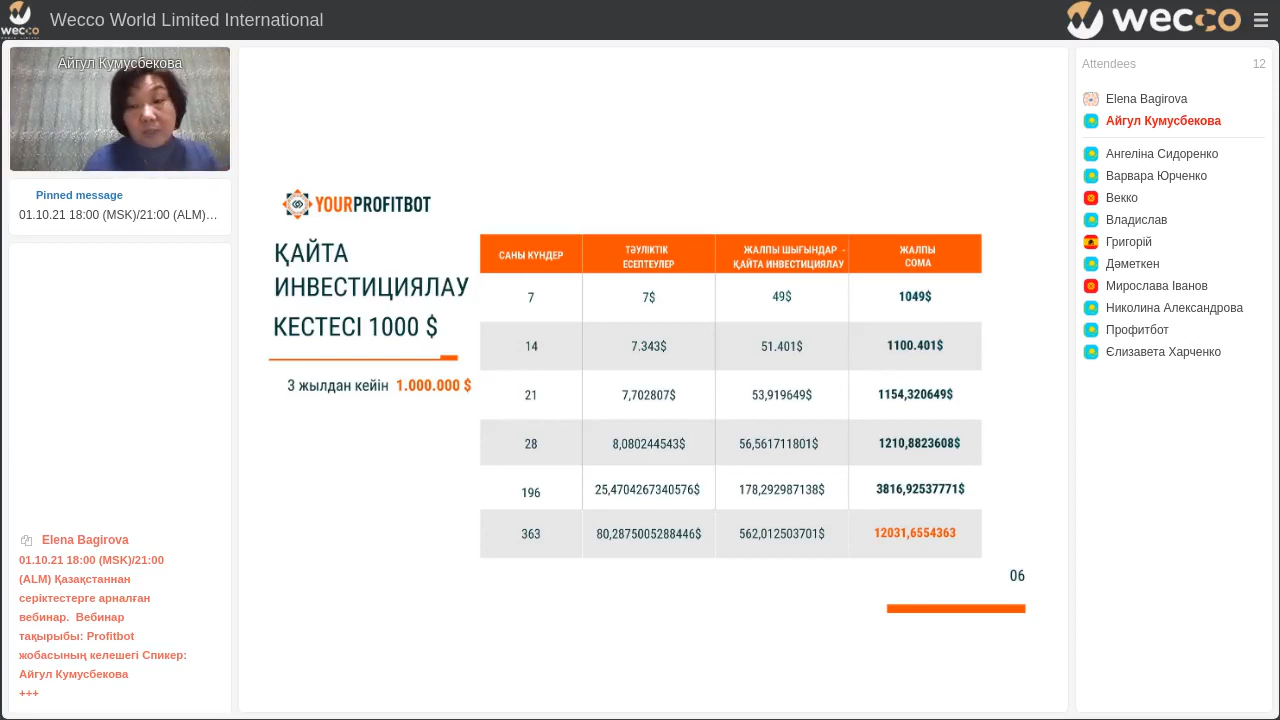 wecco
Wecco World Limited International
wecco
Айгул Кумусбекова
Pinned message
01.10.21 18:00 (MSK)/21:00 (ALM)…
Elena Bagirova
01.10.21 18:00 (MSK)/21:00
(ALM) Қазақстаннан
серіктестерге арналған
вебинар.  Вебинар
тақырыбы: Profitbot
жобасының келешегі Спикер:
Айгул Кумусбекова
+++
YOURPROFITBOT
ҚАЙТА
ИНВЕСТИЦИЯЛАУ
КЕСТЕСІ 1000 $
3 жылдан кейін 1.000.000 $
САНЫ КҮНДЕР ТӘУЛІКТІК ЕСЕПТЕУЛЕР ЖАЛПЫ ШЫҒЫНДАР - ҚАЙТА ИНВЕСТИЦИЯЛАУ ЖАЛПЫ СОМА
7 7$ 49$ 1049$
14 7.343$ 51.401$ 1100.401$
21 7,702807$ 53,919649$ 1154,320649$
28 8,080244543$ 56,561711801$ 1210,8823608$
196 25,4704267340576$ 178,292987138$ 3816,92537771$
363 80,2875005288446$ 562,012503701$ 12031,6554363
06
Attendees 12
Elena Bagirova
Айгул Кумусбекова
Ангеліна Сидоренко
Варвара Юрченко
Векко
Владислав
Григорій
Дәметкен
Мирослава Іванов
Николина Александрова
Профитбот
Єлизавета Харченко